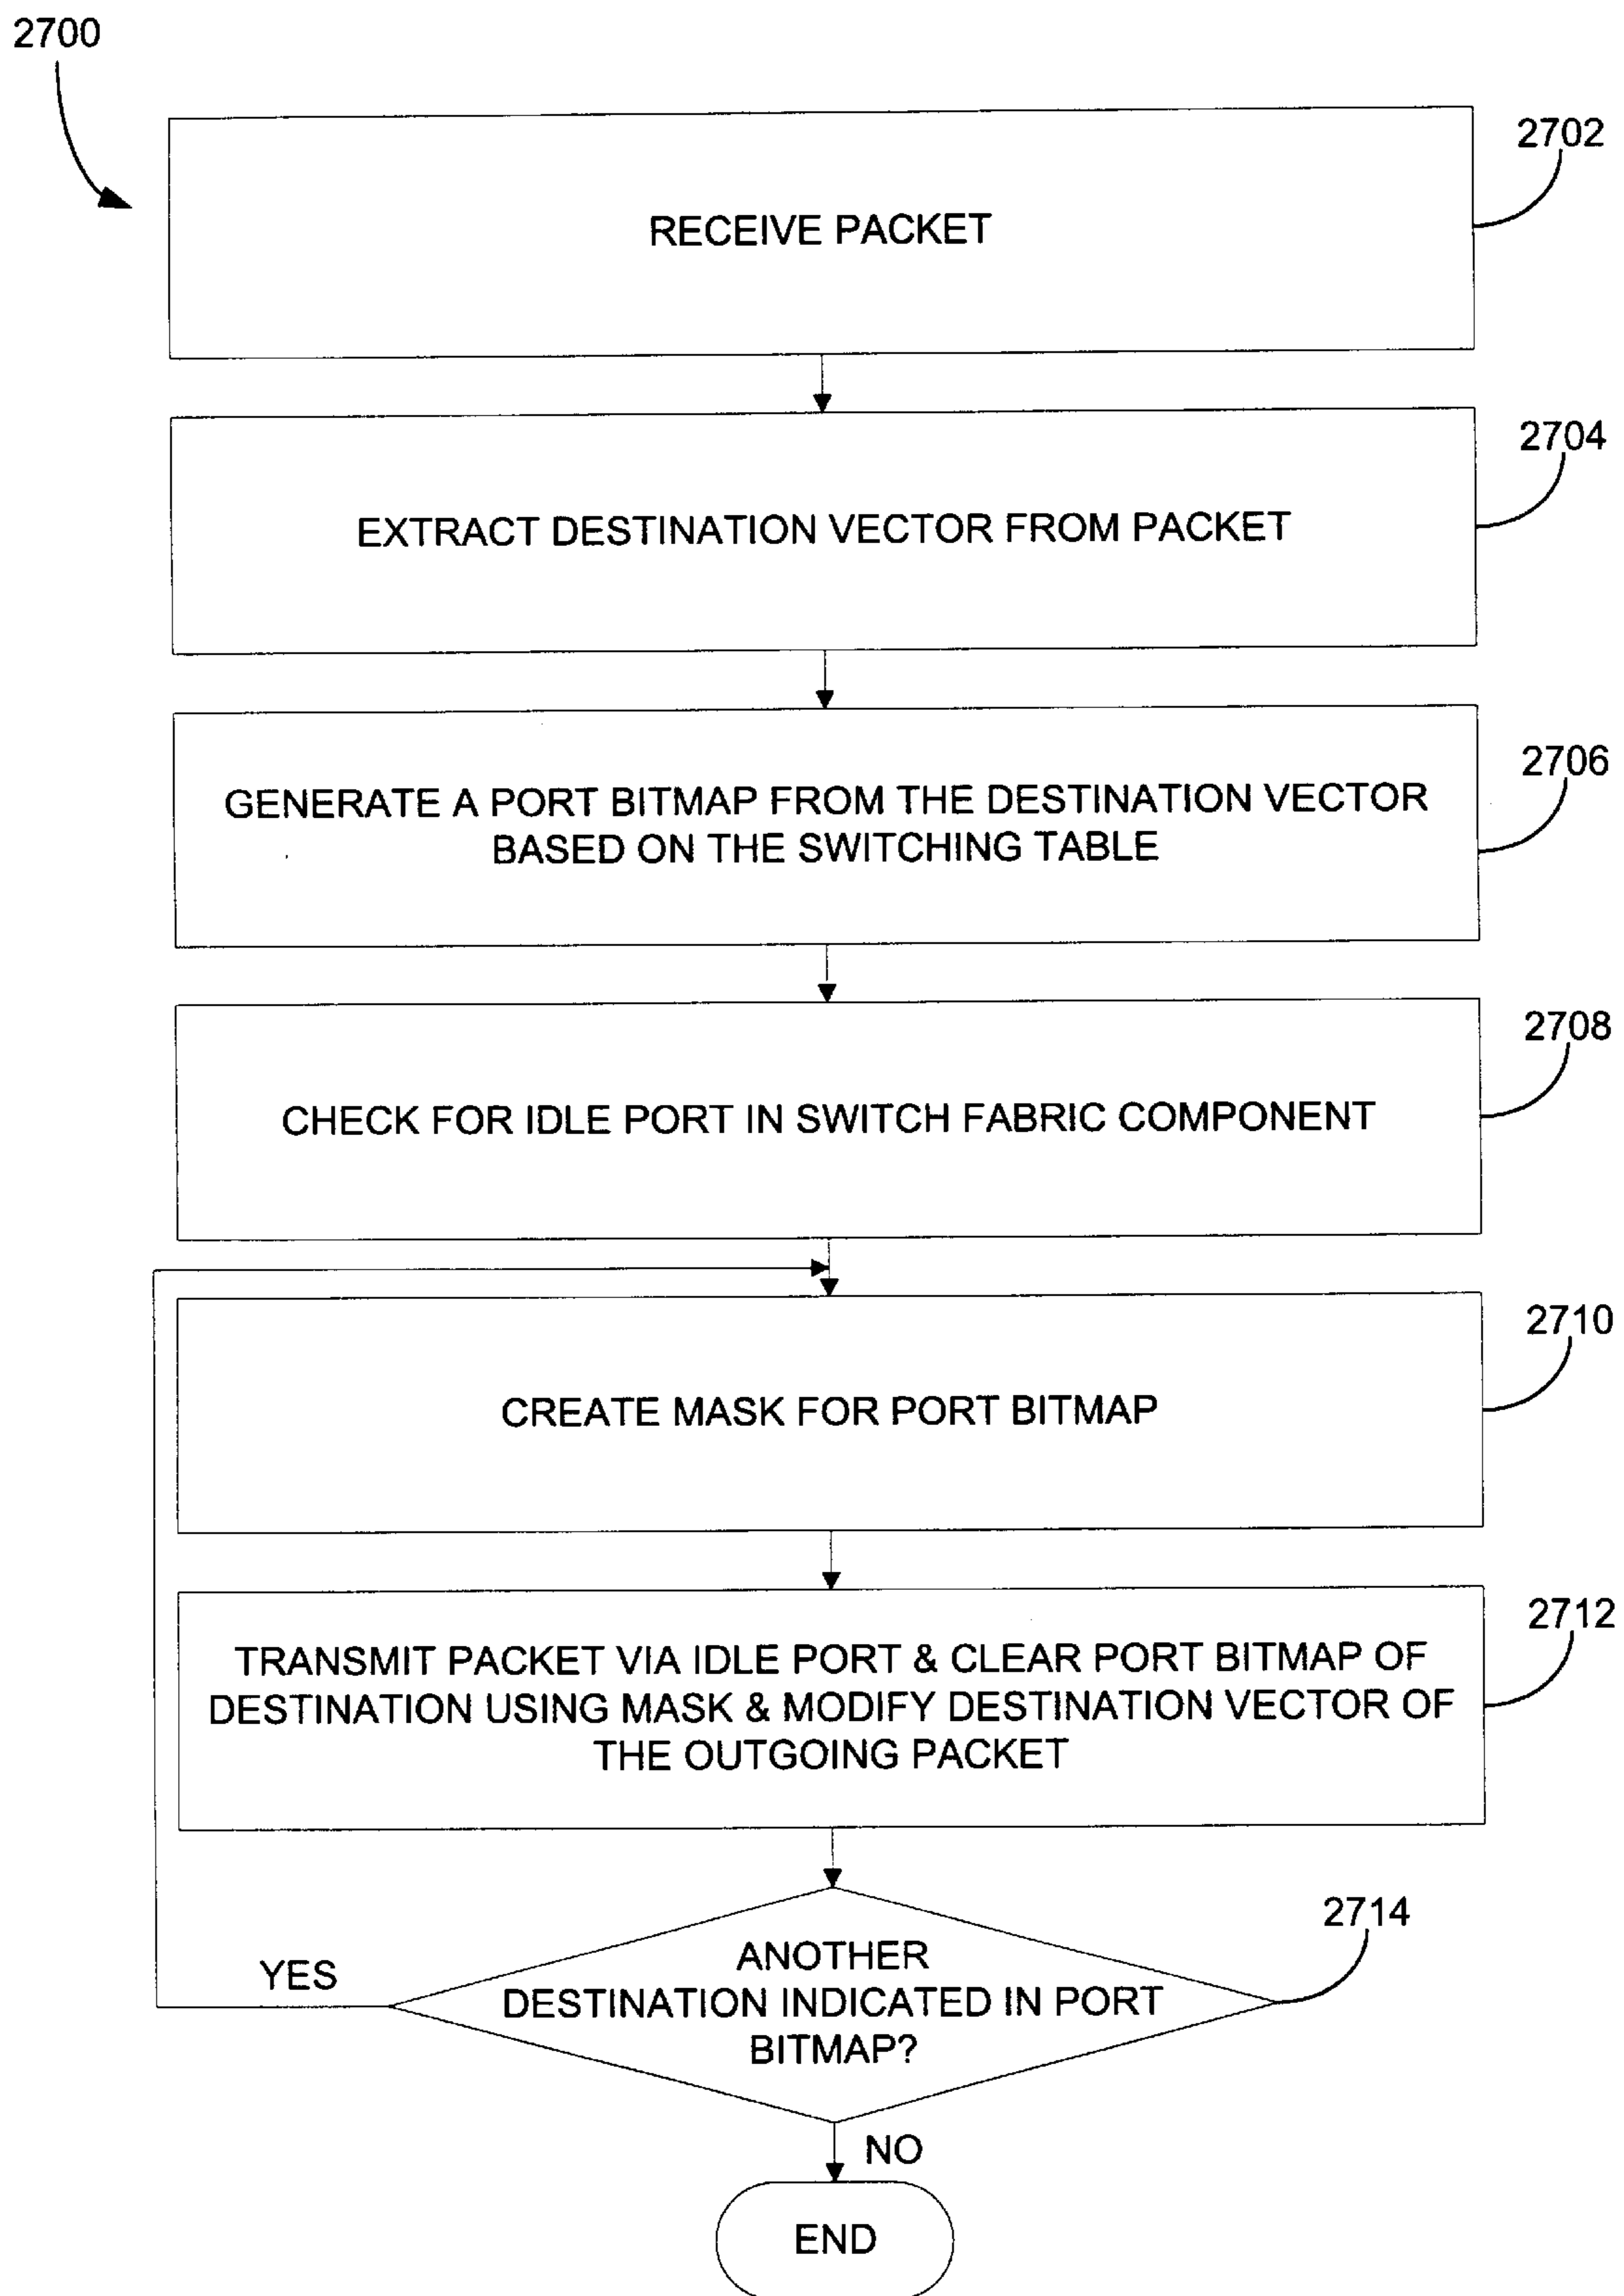 2700
2702
RECEIVE PACKET
2704
EXTRACT DESTINATION VECTOR FROM PACKET
2706
GENERATE A PORT BITMAP FROM THE DESTINATION VECTOR
BASED ON THE SWITCHING TABLE
2708
CHECK FOR IDLE PORT IN SWITCH FABRIC COMPONENT
2710
CREATE MASK FOR PORT BITMAP
2712
TRANSMIT PACKET VIA IDLE PORT & CLEAR PORT BITMAP OF
DESTINATION USING MASK & MODIFY DESTINATION VECTOR OF
THE OUTGOING PACKET
2714
ANOTHER
YES
DESTINATION INDICATED IN PORT
BITMAP?
NO
END